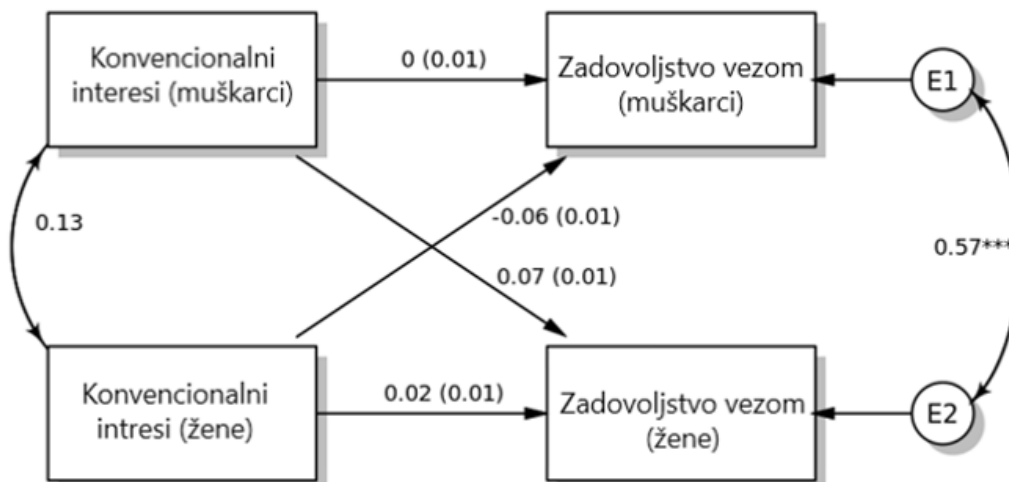 Konvencionalni
interesi (muškarci)
0 (0.01)
Zadovoljstvo vezom
(muškarci)
E1
0.13
-0.06 (0.01)
0.07 (0.01)
0.57***
Konvencionalni
intresi (žene)
0.02 (0.01)
Zadovoljstvo vezom
(žene)
E2